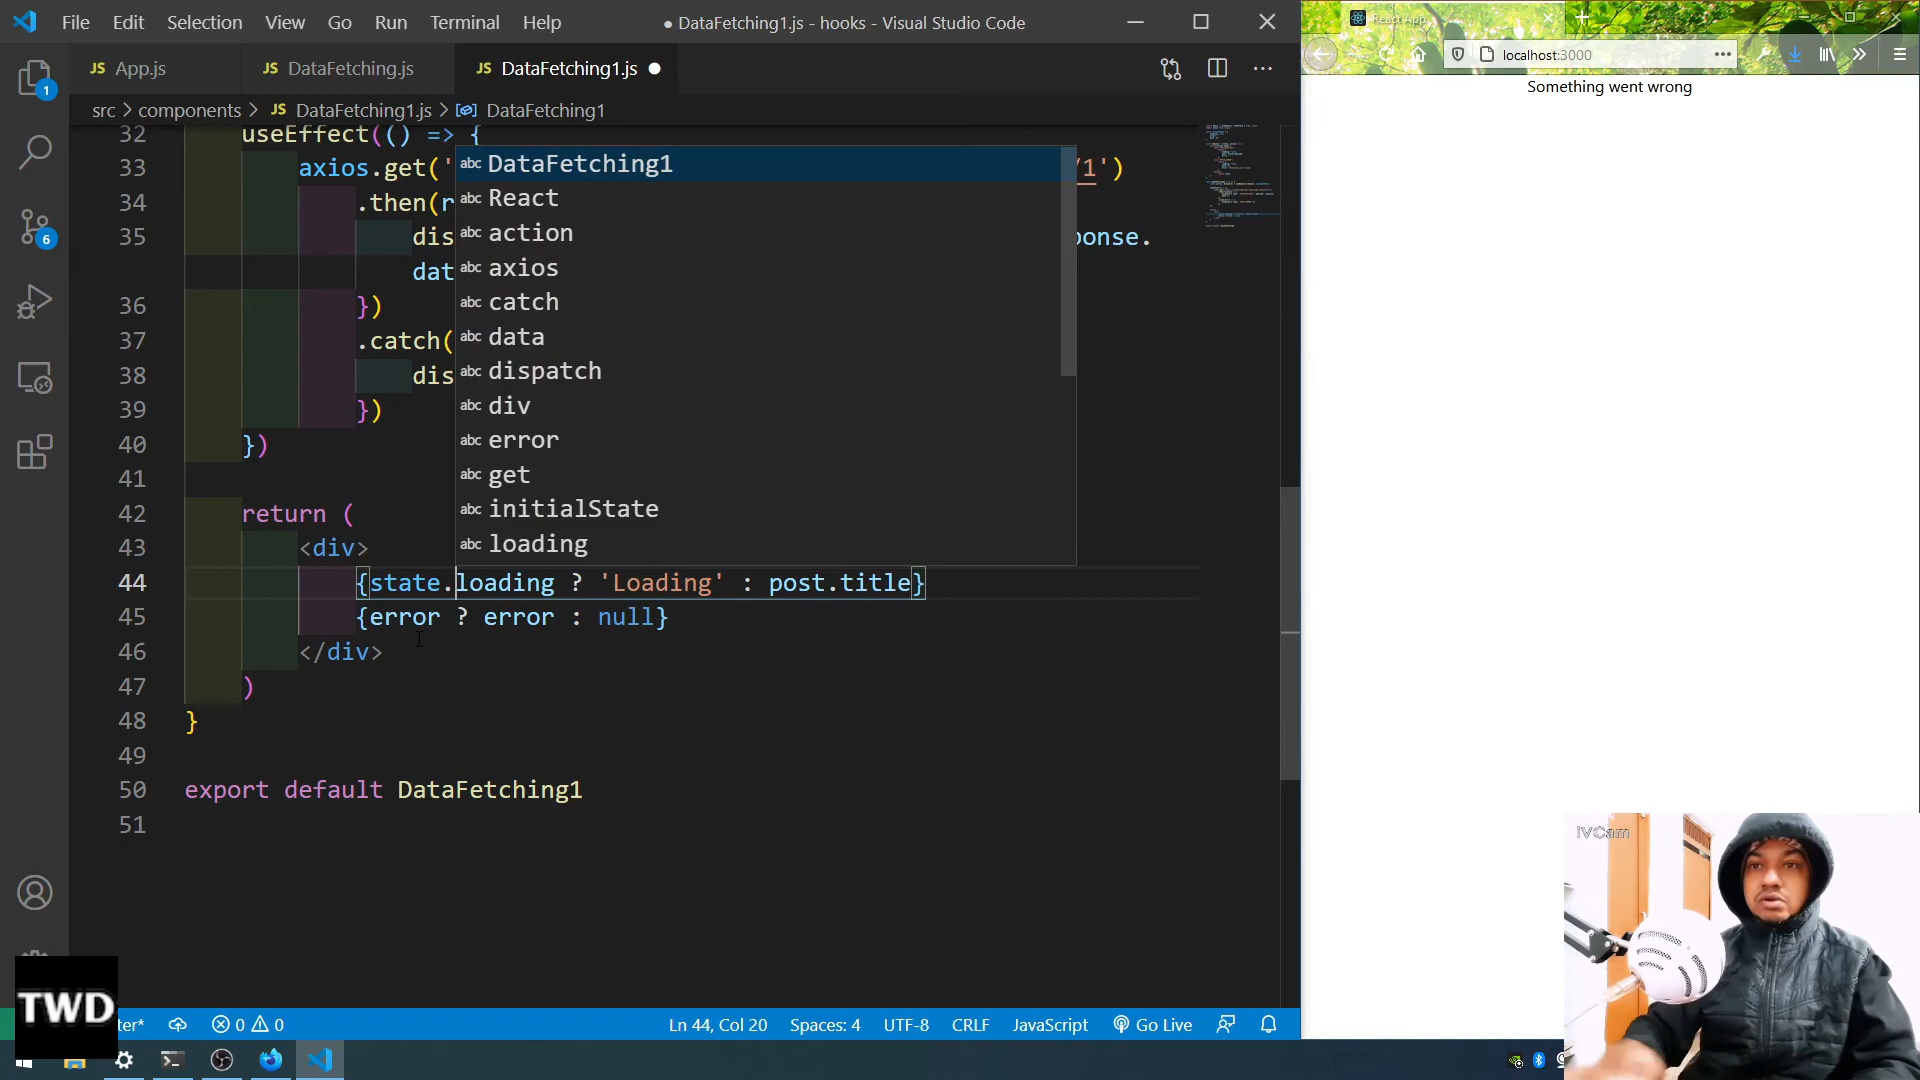 File Edit Selection View Go Run Terminal Help
● DataFetching1.js - hooks - Visual Studio Code
JS App.js
JS DataFetching.js
JS DataFetching1.js ●
src > components > JS DataFetching1.js > DataFetching1
32 useEffect(() => {
33 axios.get(' /1')
34 .then(r
35 dis ponse.
dat
36 })
37 .catch(
38 dis
39 })
40 })
41
42 return (
43 <div>
44 {state.loading ? 'Loading' : post.title}
45 {error ? error : null}
46 </div>
47 )
48 }
49
50 export default DataFetching1
51
abc DataFetching1
abc React
abc action
abc axios
abc catch
abc data
abc dispatch
abc div
abc error
abc get
abc initialState
abc loading
1
6
ter* 0 0
Ln 44, Col 20 Spaces: 4 UTF-8 CRLF JavaScript Go Live
TWD
React App
localhost:3000
Something went wrong
iVCam